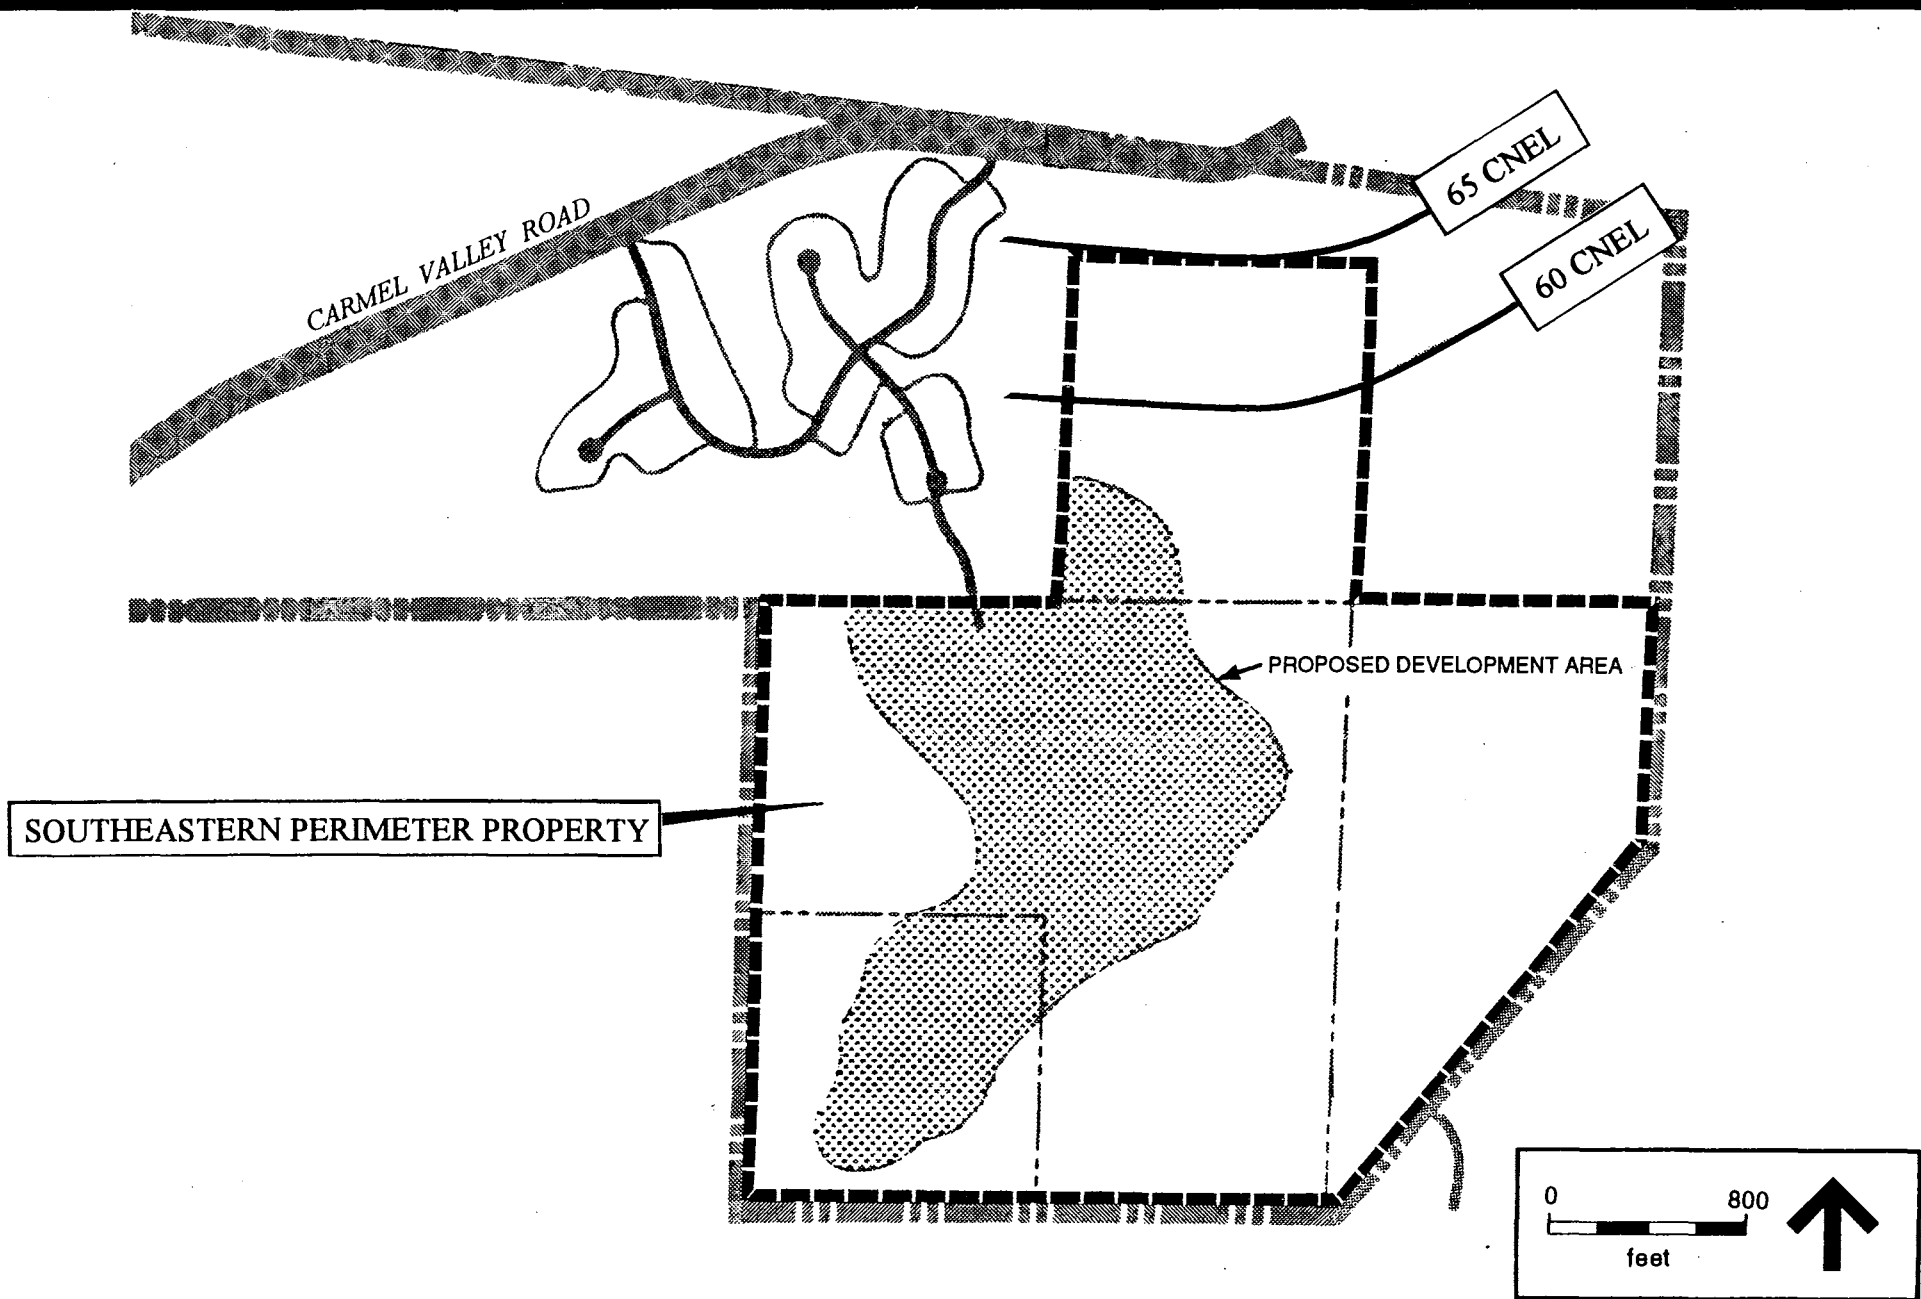 65 CNEL
CARMEL VALLEY ROAD
60 CNEL
PROPOSED DEVELOPMENT AREA
SOUTHEASTERN PERIMETER PROPERTY
0 800
feet